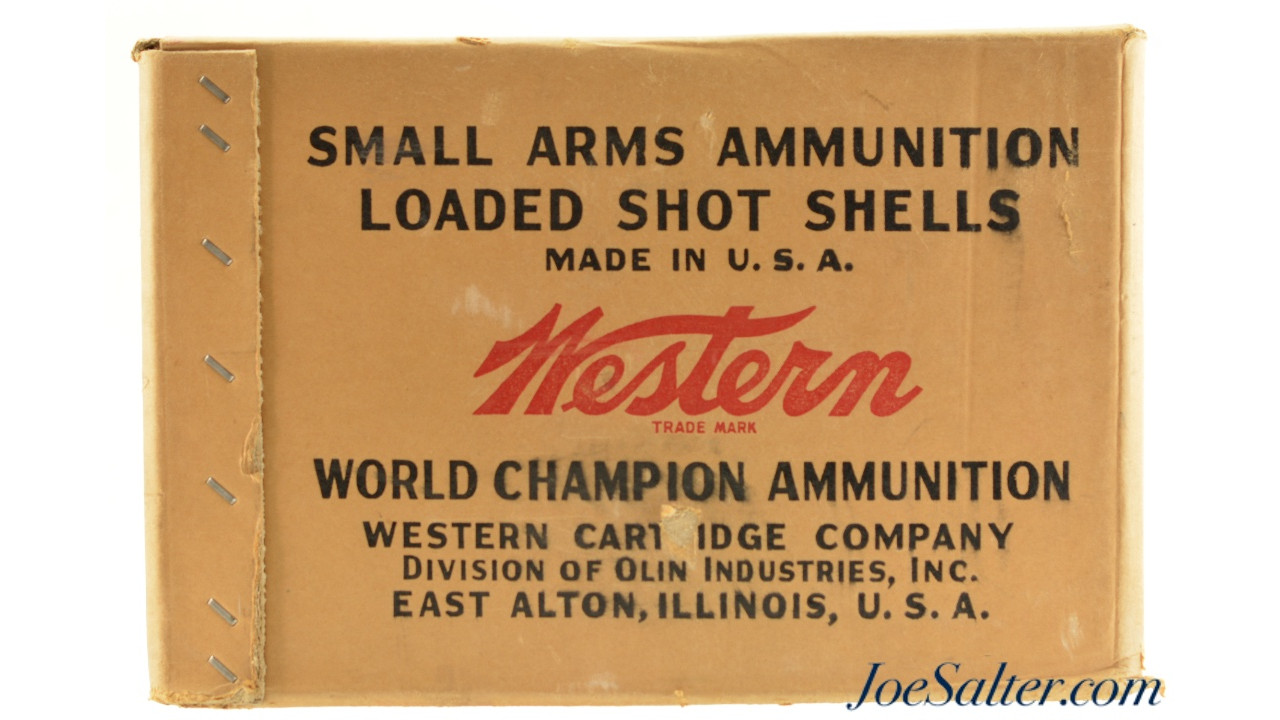 SMALL ARMS AMMUNITION
LOADED SHOT SHELLS
MADE IN U. S. A.
Western
TRADE MARK
WORLD CHAMPION AMMUNITION
WESTERN CART IDGE COMPANY
DIVISION OF OLIN INDUSTRIES, INC.
EAST ALTON, ILLINOIS, U. S. A.
JoeSalter.com